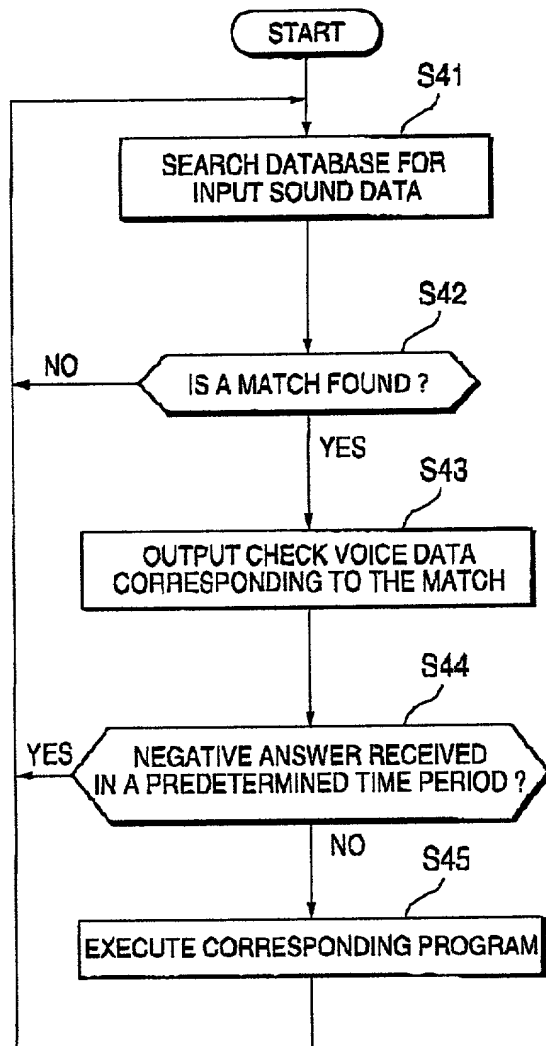 START
S41
SEARCH DATABASE FOR
INPUT SOUND DATA
S42
NO
IS A MATCH FOUND ?
YES
S43
OUTPUT CHECK VOICE DATA
CORRESPONDING TO THE MATCH
S44
YES
NEGATIVE ANSWER RECEIVED
IN A PREDETERMINED TIME PERIOD ?
NO
S45
EXECUTE CORRESPONDING PROGRAM